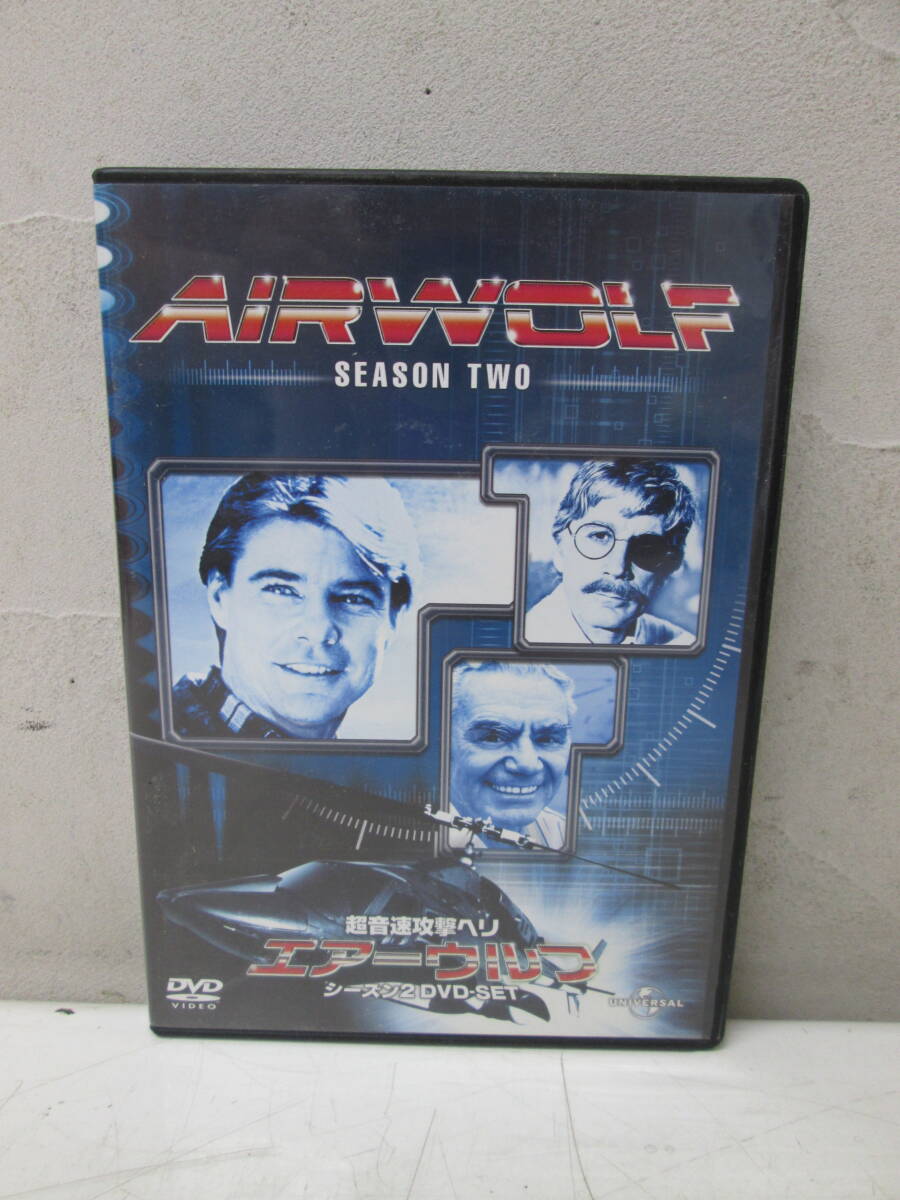 AIRWOLF
SEASON TWO
超音速攻撃ヘリ
エアーウルフ
シーズン2 DVD-SET
DVD
VIDEO
UNIVERSAL